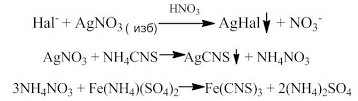 Hal⁻ + AgNO₃ ( изб) HNO₃ → AgHal↓ + NO₃⁻
AgNO₃ + NH₄CNS → AgCNS↓ + NH₄NO₃
3NH₄NO₃ + Fe(NH₄)(SO₄)₂ → Fe(CNS)₃ + 2(NH₄)₂SO₄